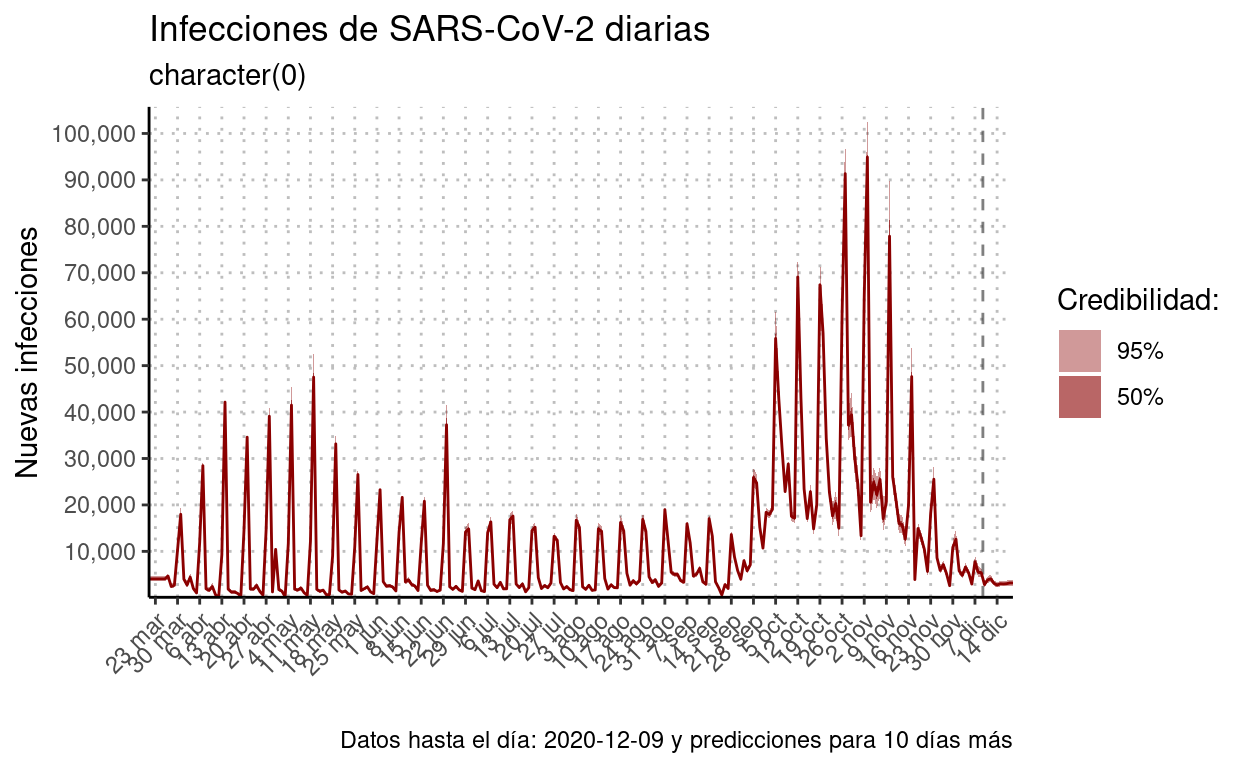 Infecciones de SARS-CoV-2 diarias
character(0)
Nuevas infecciones
100,000
90,000
80,000
70,000
60,000
50,000
40,000
30,000
20,000
10,000
23 mar
30 mar
6 abr
13 abr
20 abr
27 abr
4 may
11 may
18 may
25 may
1 jun
8 jun
15 jun
22 jun
29 jun
6 jul
13 jul
20 jul
27 jul
3 ago
10 ago
17 ago
24 ago
31 ago
7 sep
14 sep
21 sep
28 sep
5 oct
12 oct
19 oct
26 oct
2 nov
9 nov
16 nov
23 nov
30 nov
7 dic
14 dic
Credibilidad:
95%
50%
Datos hasta el día: 2020-12-09 y predicciones para 10 días más